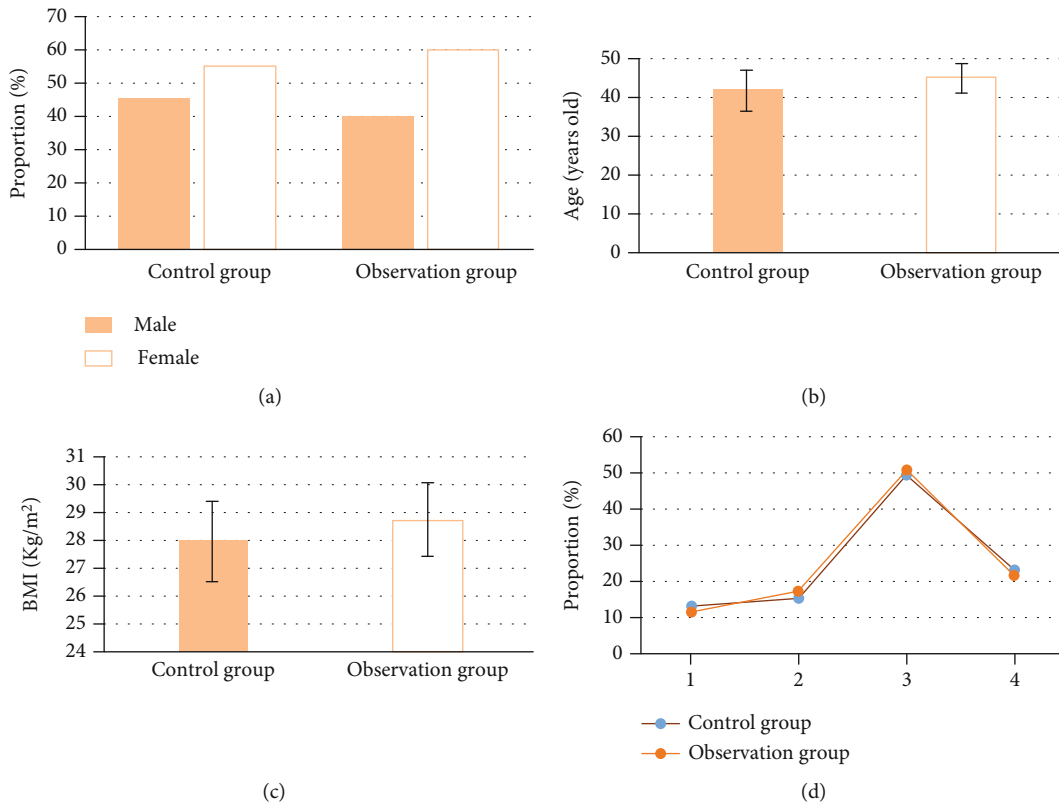 70
60
50
40
30
20
10
0
Proportion (%)
Control group
Observation group
Male
Female
(a)
50
40
30
20
10
0
Age (years old)
Control group
Observation group
(b)
31
30
29
28
27
26
25
24
BMI (Kg/m²)
Control group
Observation group
(c)
60
50
40
30
20
10
0
Proportion (%)
1
2
3
4
Control group
Observation group
(d)